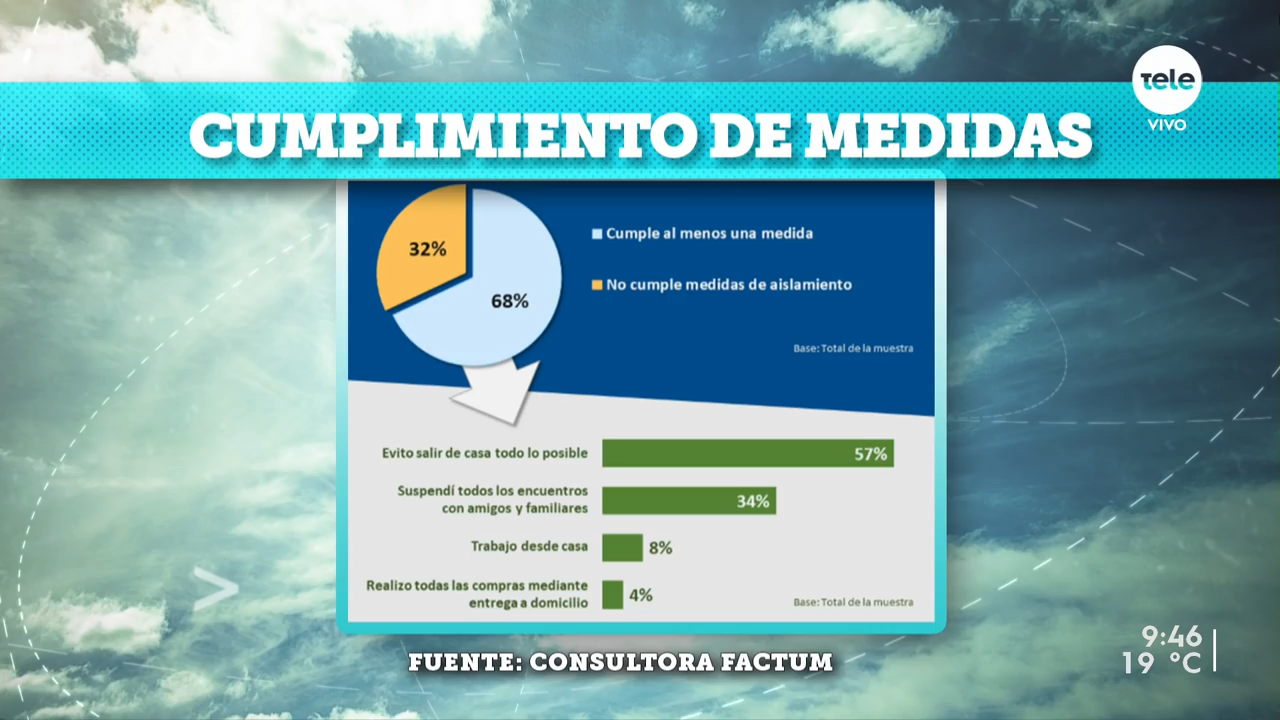 tele
VIVO
CUMPLIMIENTO DE MEDIDAS
32%
68%
Cumple al menos una medida
No cumple medidas de aislamiento
Base: Total de la muestra
Evito salir de casa todo lo posible
57%
Suspendí todos los encuentros
con amigos y familiares
34%
Trabajo desde casa
8%
Realizo todas las compras mediante
entrega a domicilio
4%
Base: Total de la muestra
FUENTE: CONSULTORA FACTUM
9:46
19 °C